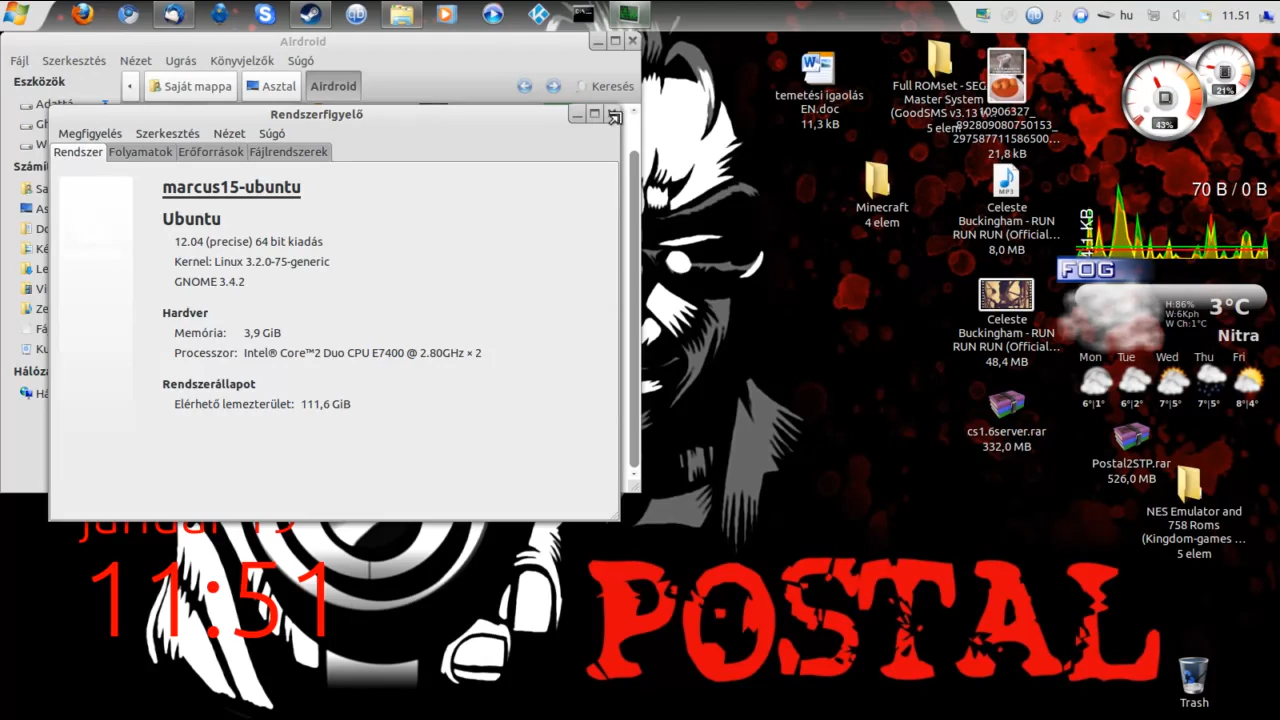 hu
11.51
Airdroid
Fájl Szerkesztés Nézet Ugrás Könyvjelzők Súgó
Eszközök
Saját mappa
Asztal
Airdroid
Keresés
Rendszerfigyelő
Megfigyelés Szerkesztés Nézet Súgó
Rendszer Folyamatok Erőforrások Fájlrendszerek
marcus15-ubuntu
Ubuntu
12.04 (precise) 64 bit kiadás
Kernel: Linux 3.2.0-75-generic
GNOME 3.4.2
Hardver
Memória: 3,9 GiB
Processzor: Intel® Core™2 Duo CPU E7400 @ 2.80GHz × 2
Rendszerállapot
Elérhető lemezterület: 111,6 GiB
11:51
POSTAL
temetési igaolás
EN.doc
11,3 kB
Full ROMset - SEG
Master System
(GoodSMS v3.13
5 elem
10906327_
892809080750153_
297587711586500...
21,8 kB
Minecraft
4 elem
MP3
Celeste
Buckingham - RUN
RUN RUN (Official...
8,0 MB
Celeste
Buckingham - RUN
RUN RUN (Official...
48,4 MB
cs1.6server.rar
332,0 MB
Postal2STP.rar
526,0 MB
NES Emulator and
758 Roms
(Kingdom-games ...
5 elem
Trash
21%
43%
70 B / 0 B
FOG
H:86%
W:6Kph
W Ch:1°C
3°C
Nitra
Mon Tue Wed Thu Fri
6°|1° 6°|2° 7°|5° 7°|5° 8°|4°